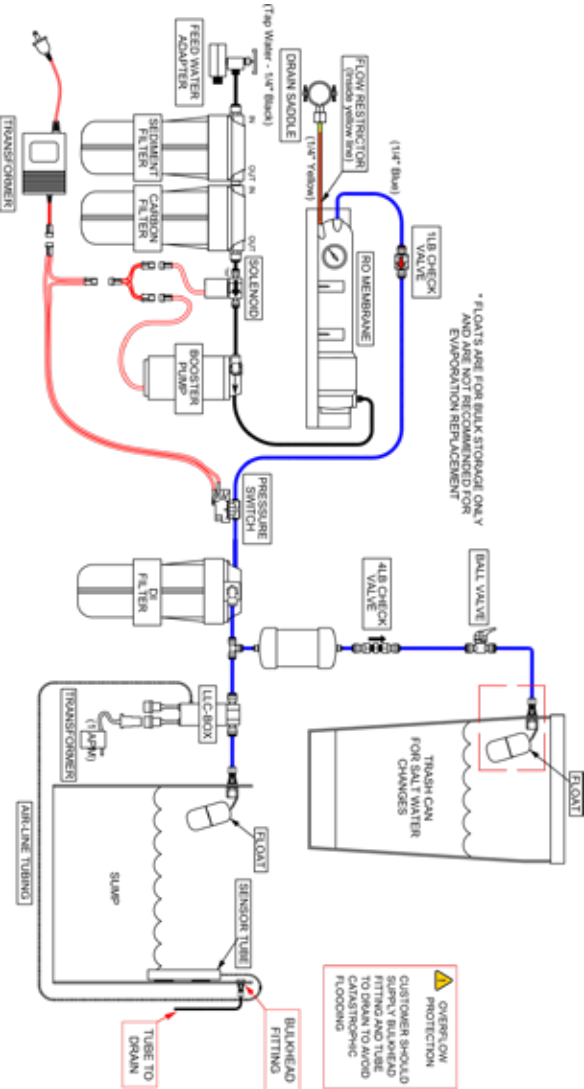 (Tap Water - 1/4" Black)
FEED WATER
ADAPTER
DRAIN SADDLE
FLOW RESTRICTOR
(Inside yellow line)
(1/4" Yellow)
(1/4" Blue)
1LB CHECK
VALVE
* FLOATS ARE FOR BULK STORAGE ONLY
AND ARE NOT RECOMMENDED FOR
EVAPORATION REPLACEMENT
TRANSFORMER
IN
SEDIMENT
FILTER
OUT
IN
CARBON
FILTER
OUT
SOLENOID
BOOSTER
PUMP
RO MEMBRANE
PRESSURE
SWITCH
DI
FILTER
4LB CHECK
VALVE
BALL VALVE
FLOAT
TRASH CAN
FOR SALT WATER
CHANGES
LLC-BOX
TRANSFORMER
(1 APM)
AIR-LINE TUBING
FLOAT
SUMP
SENSOR TUBE
BULKHEAD
FITTING
TUBE TO
DRAIN
OVERFLOW
PROTECTION
CUSTOMER SHOULD
SUPPLY BULKHEAD
FITTING AND TUBE
TO DRAIN TO AVOID
CATASTROPHIC
FLOODING